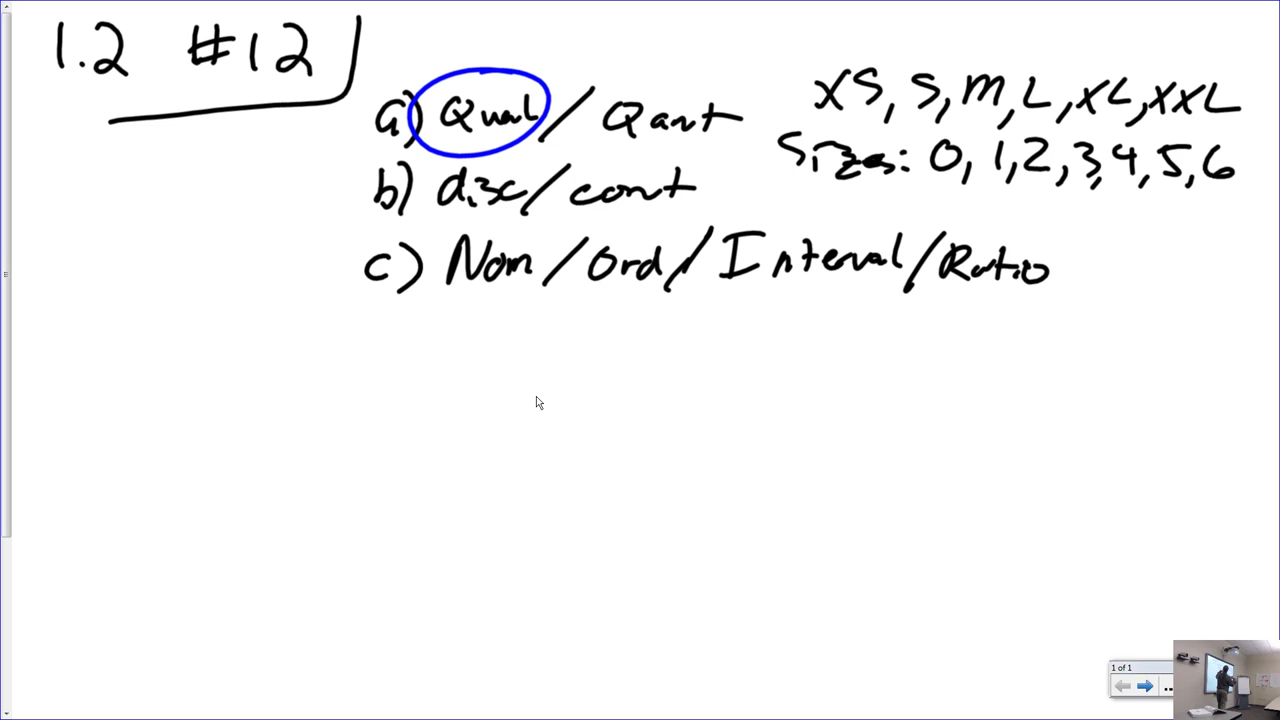 1.2 #12
a) Qual / Qant
b) disc / cont
c) Nom / Ord / Interval / Ratio
XS, S, M, L, XL, XXL
Sizes: 0, 1, 2, 3, 4, 5, 6
1 of 1